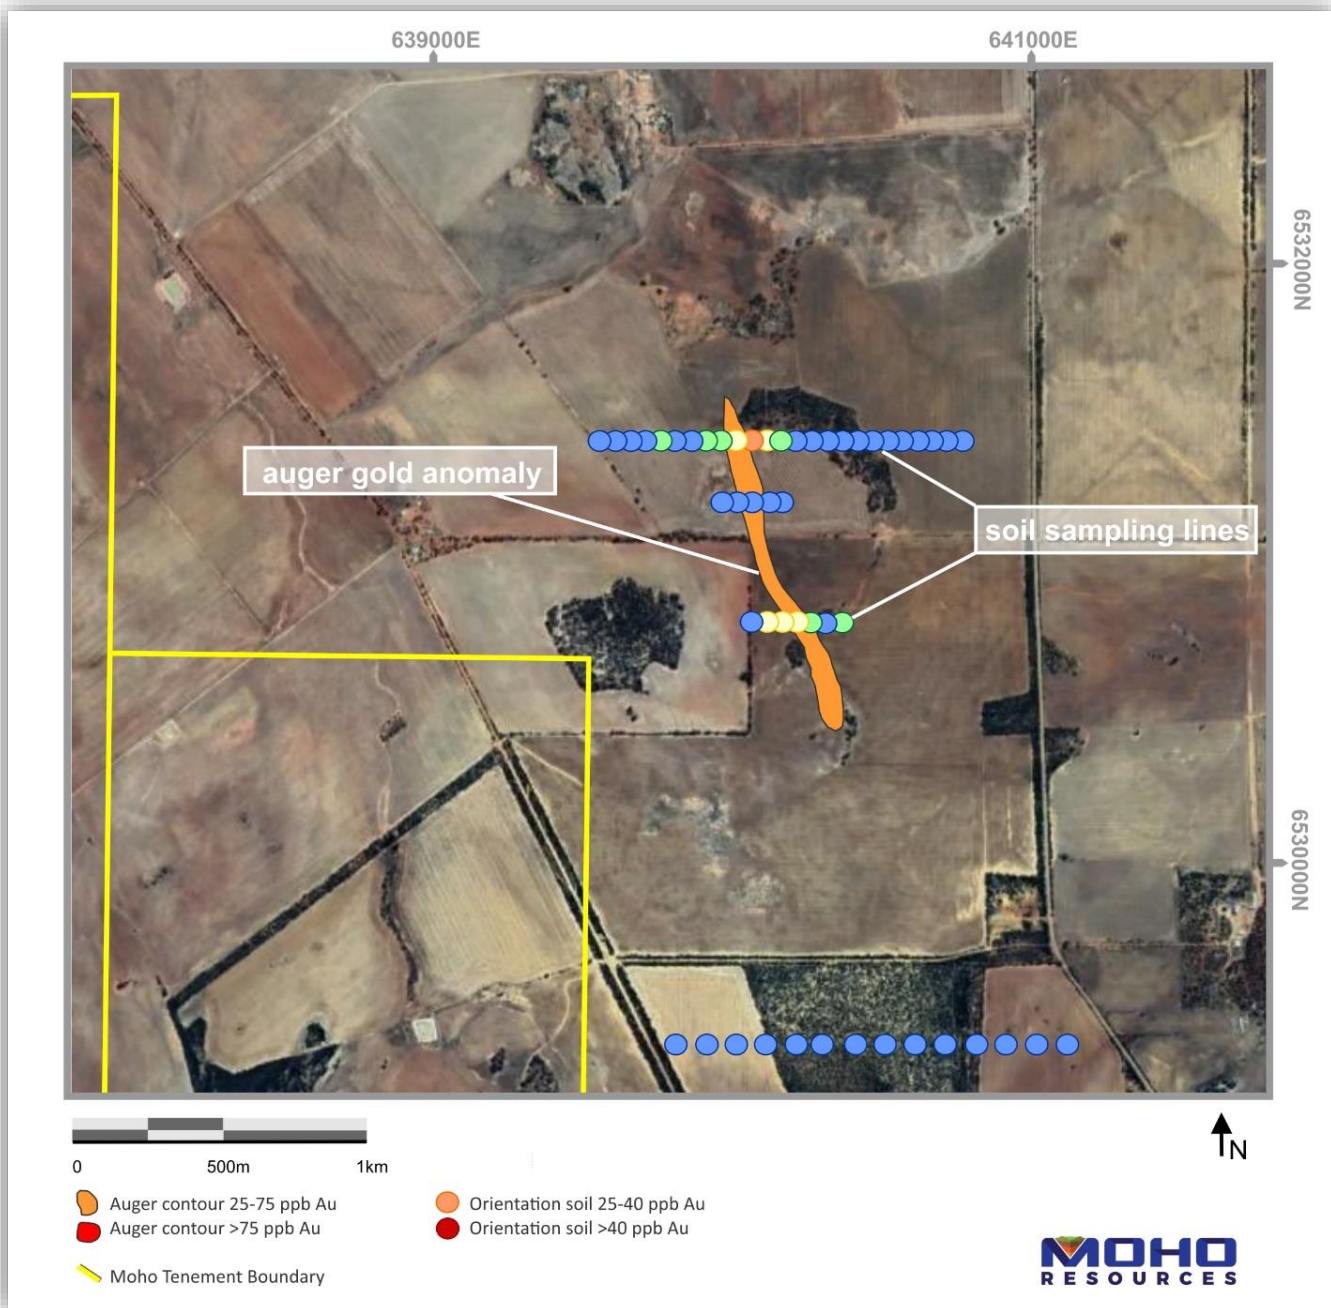 639000E
641000E
6532000N
auger gold anomaly
soil sampling lines
6530000N
0
500m
1km
N
Auger contour 25-75 ppb Au
Orientation soil 25-40 ppb Au
Auger contour >75 ppb Au
Orientation soil >40 ppb Au
Moho Tenement Boundary
MOHO
RESOURCES